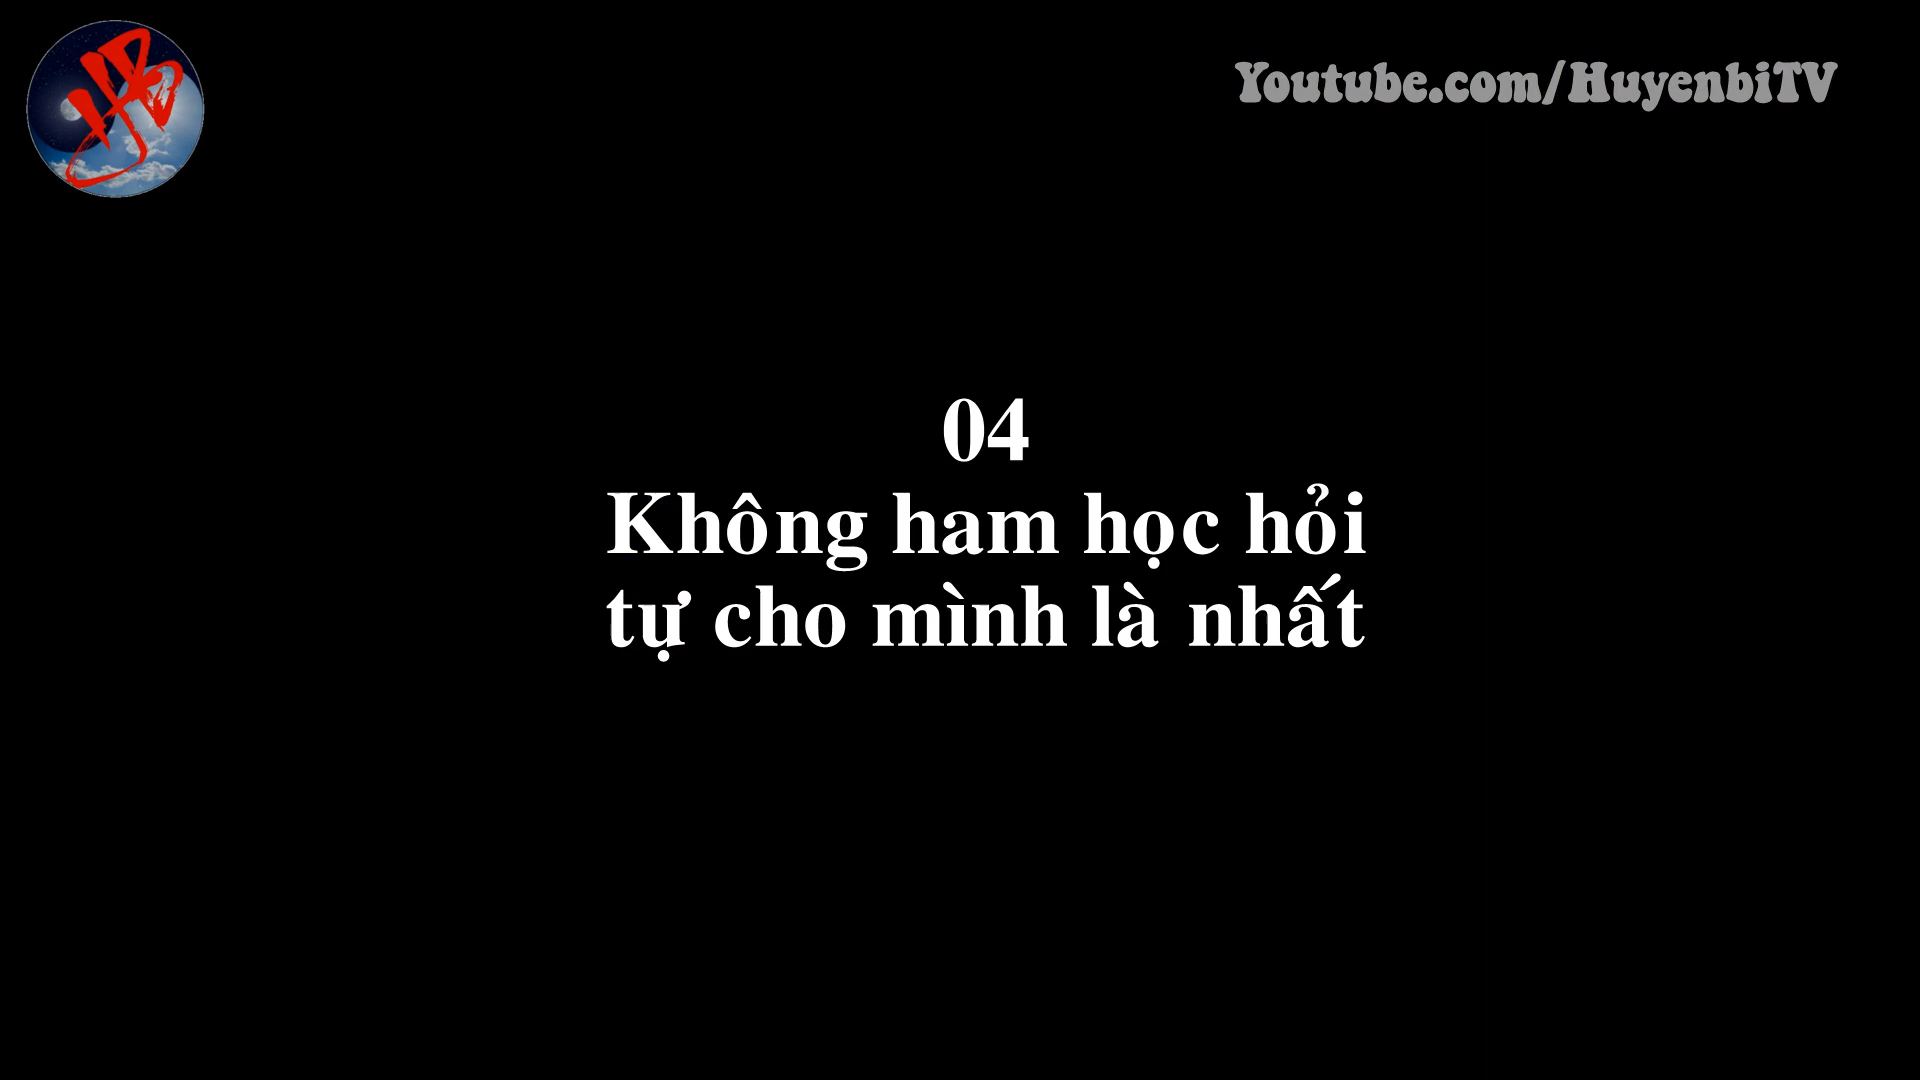 Youtube.com/HuyenbiTV
04
Không ham học hỏi
tự cho mình là nhất